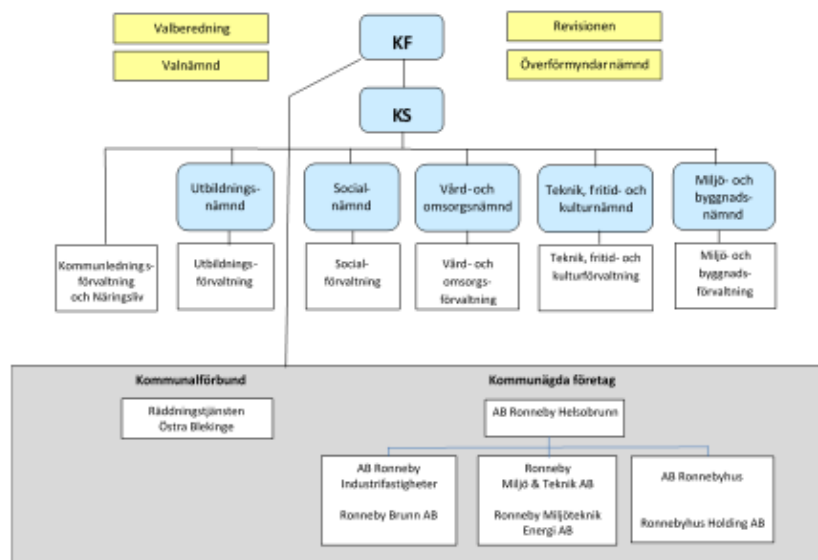 Valberedning
Valnämnd
KF
Revisionen
Överförmyndarnämnd
KS
Utbildnings-
nämnd
Social-
nämnd
Vård- och
omsorgsnämnd
Teknik, fritid- och
kulturnämnd
Miljö- och
byggnads-
nämnd
Kommunlednings-
förvaltning
och Näringsliv
Utbildnings-
förvaltning
Social-
förvaltning
Vård- och
omsorgs-
förvaltning
Teknik, fritid- och
kulturförvaltning
Miljö- och
byggnads-
förvaltning
Kommunalförbund
Räddningstjänsten
Östra Blekinge
Kommunägda företag
AB Ronneby Helsobrunn
AB Ronneby
Industrifastigheter
Ronneby Brunn AB
Ronneby
Miljö & Teknik AB
Ronneby Miljöteknik
Energi AB
AB Ronnebyhus
Ronnebyhus Holding AB